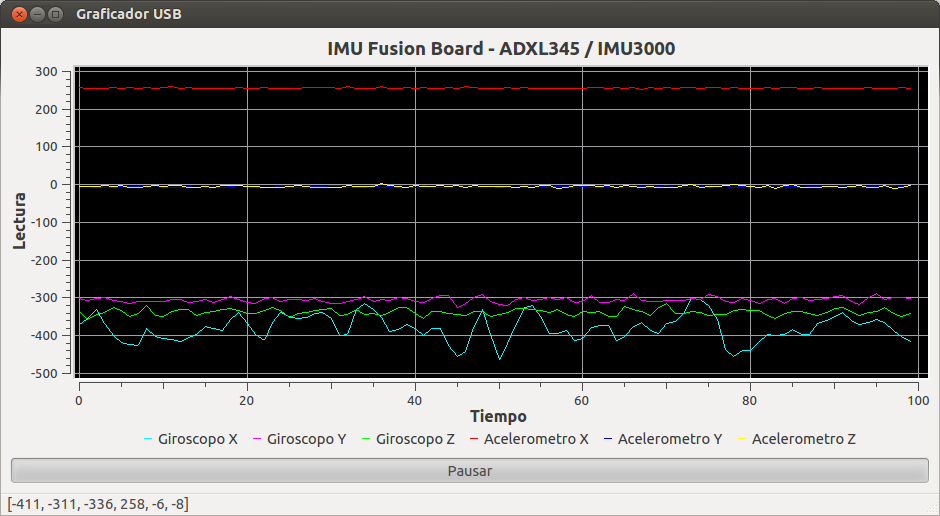 Graficador USB
IMU Fusion Board - ADXL345 / IMU3000
300
200
100
0
-100
-200
-300
-400
-500
Lectura
0 20 40 60 80 100
Tiempo
Giroscopo X Giroscopo Y Giroscopo Z Acelerometro X Acelerometro Y Acelerometro Z
Pausar
[-411, -311, -336, 258, -6, -8]